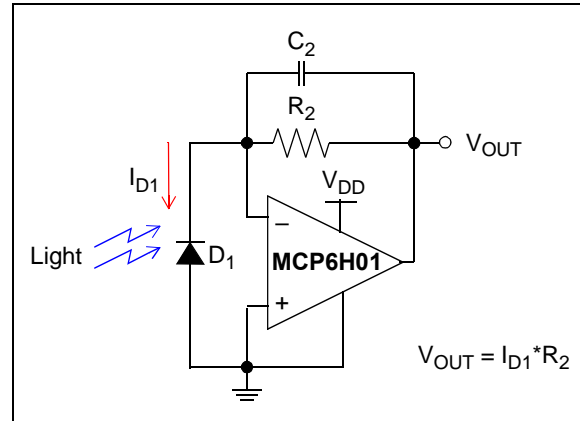 C2
R2
VOUT
ID1
VDD
–
Light
D1
MCP6H01
+
VOUT = ID1*R2